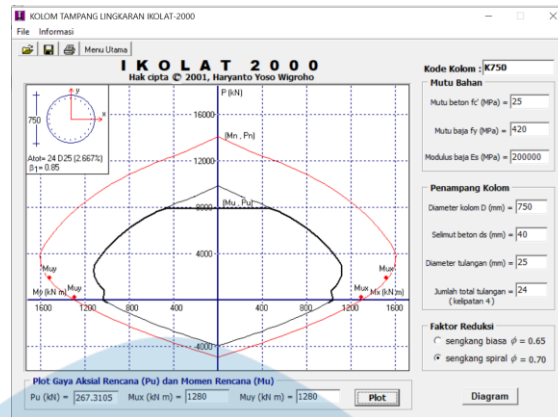 KOLOM TAMPANG LINGKARAN IKOLAT-2000
File Informasi
Menu Utama
I K O L A T 2 0 0 0
Hak cipta © 2001, Haryanto Yoso Wigroho
P (kN)
y
x
750
Atot= 24 D25 (2.667%)
β1= 0.85
16000
12000
8000
4000
4000
(Mn , Pn)
(Mu , Pu)
Muy
Muy
Mux
Mux
My (kN m)
Mx (kN m)
1600 1200 800 400 400 800 1200 1600
Plot Gaya Aksial Rencana (Pu) dan Momen Rencana (Mu)
Pu (kN) = 267.3105 Mux (kN m) = 1280 Muy (kN m) = 1280 Plot
Kode Kolom : K750
Mutu Bahan
Mutu beton fc' (MPa) = 25
Mutu baja fy (MPa) = 420
Modulus baja Es (MPa) = 200000
Penampang Kolom
Diameter kolom D (mm) = 750
Selimut beton ds (mm) = 40
Diameter tulangan (mm) = 25
Jumlah total tulangan = 24
( kelipatan 4 )
Faktor Reduksi
sengkang biasa ϕ = 0.65
sengkang spiral ϕ = 0.70
Diagram